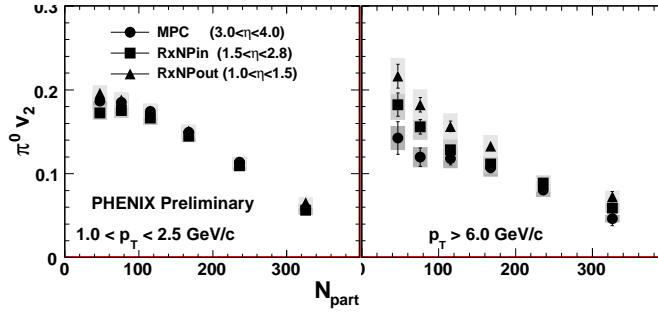 MPC (3.0<η<4.0)
RxNPin (1.5<η<2.8)
RxNPout (1.0<η<1.5)
0.2
0.1
0
π⁰ v₂
PHENIX Preliminary
1.0 < p_T < 2.5 GeV/c
p_T > 6.0 GeV/c
0 100 200 300
0 100 200 300
N_part